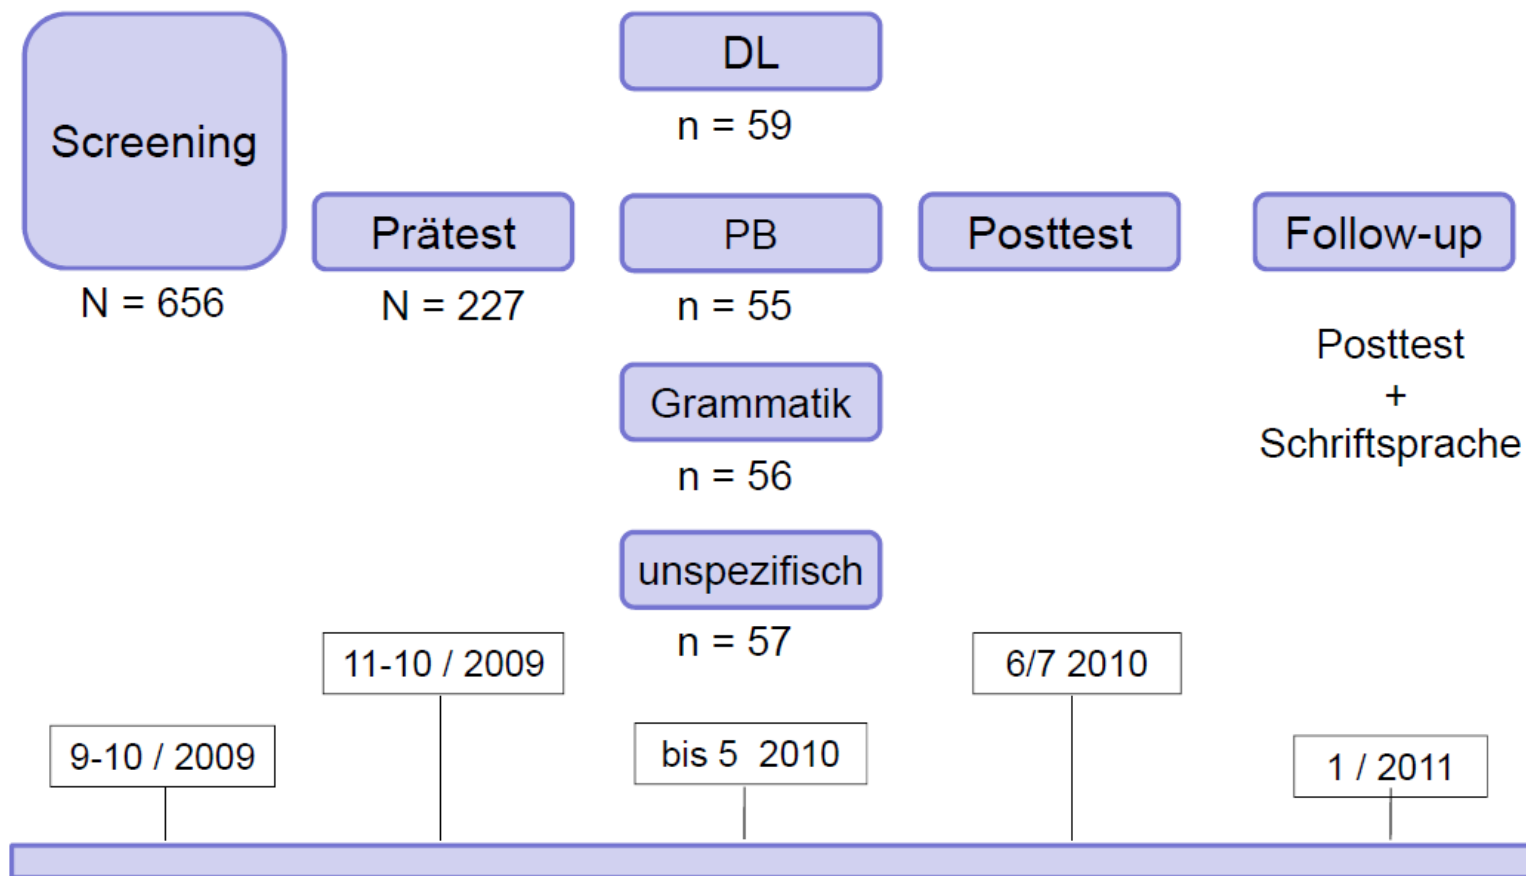 Screening
N = 656
Prätest
N = 227
DL
n = 59
PB
n = 55
Grammatik
n = 56
unspezifisch
n = 57
Posttest
Follow-up
Posttest
+
Schriftsprache
9-10 / 2009
11-10 / 2009
bis 5 2010
6/7 2010
1 / 2011